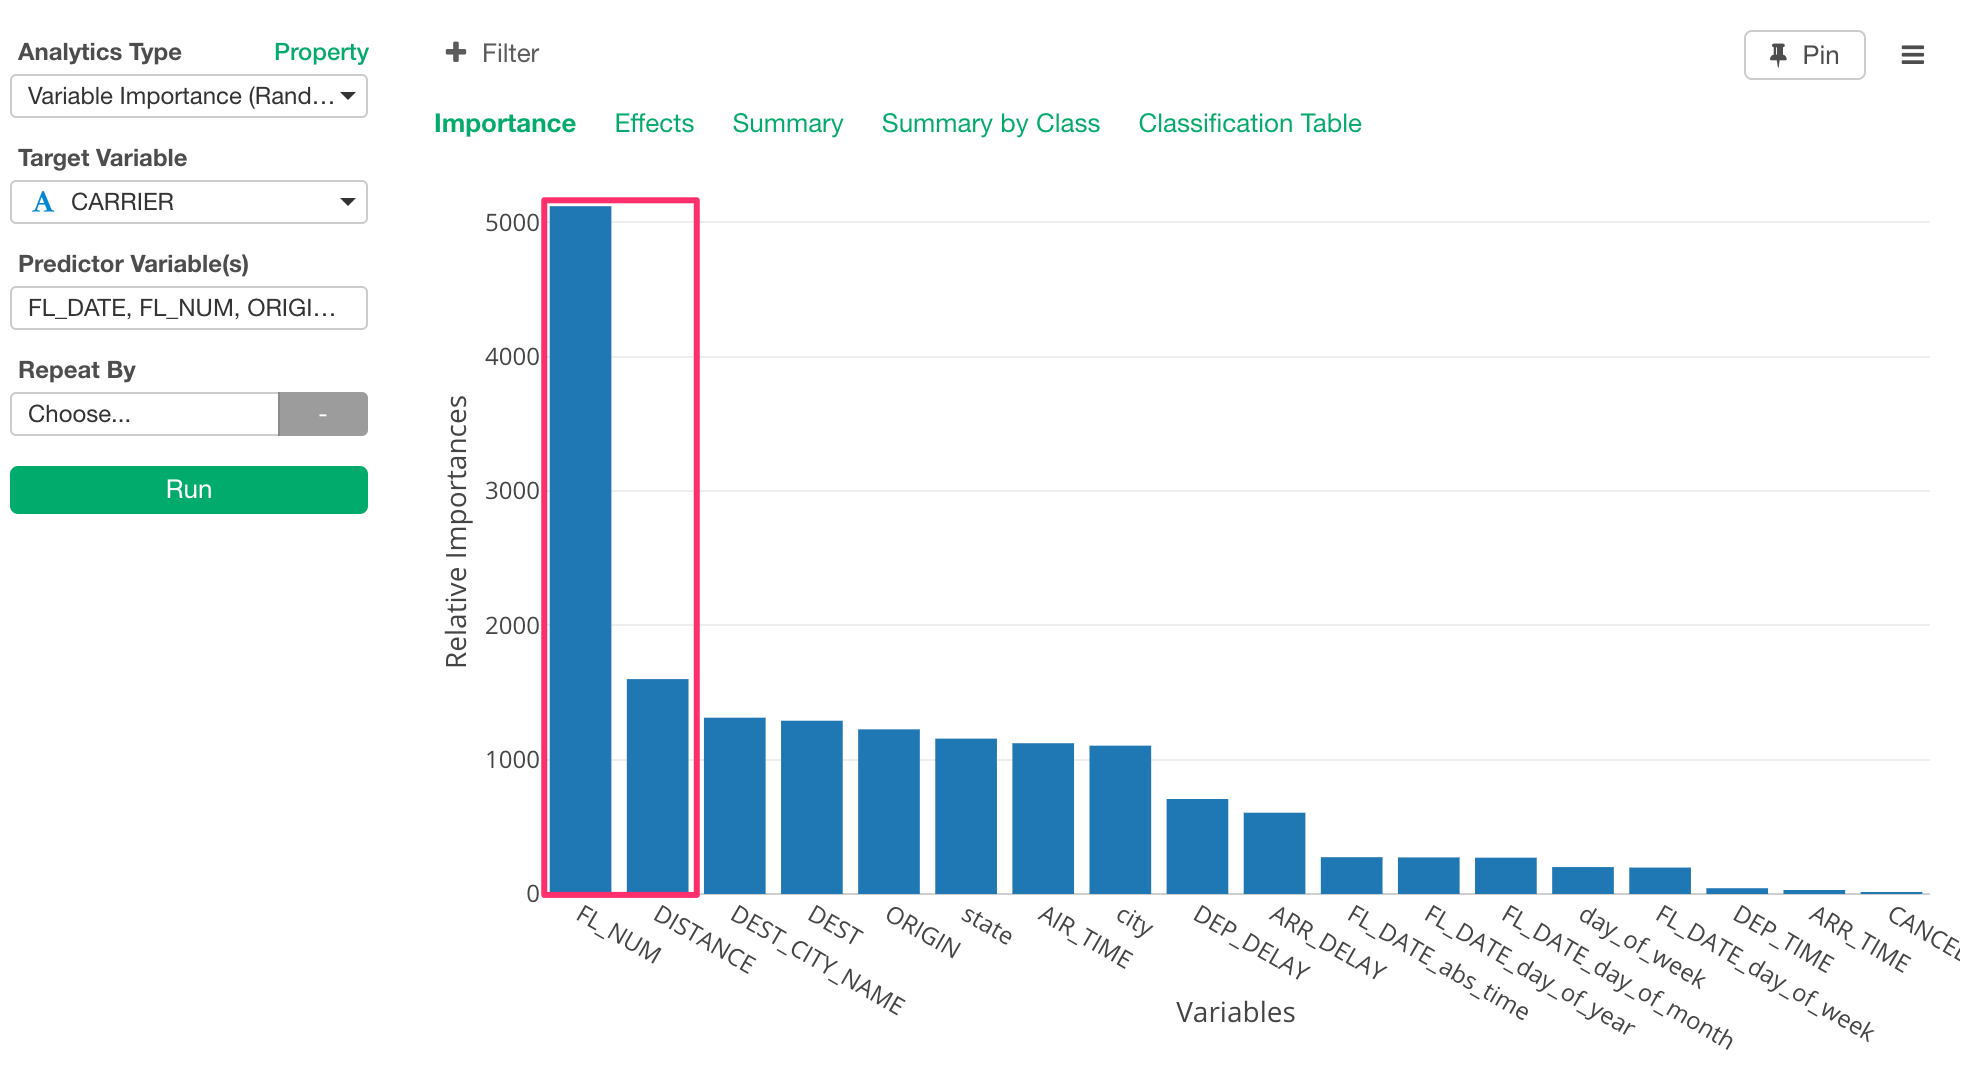 Analytics Type Property
Variable Importance (Rand...
Target Variable
A CARRIER
Predictor Variable(s)
FL_DATE, FL_NUM, ORIGI...
Repeat By
Choose... -
Run
Filter
Pin
Importance Effects Summary Summary by Class Classification Table
Relative Importances
5000
4000
3000
2000
1000
0
FL_NUM
DISTANCE
DEST_CITY_NAME
DEST
ORIGIN
state
AIR_TIME
city
DEP_DELAY
ARR_DELAY
FL_DATE_abs_time
FL_DATE_day_of_year
FL_DATE_day_of_month
day_of_week
FL_DATE_day_of_week
DEP_TIME
ARR_TIME
CANCEL
Variables